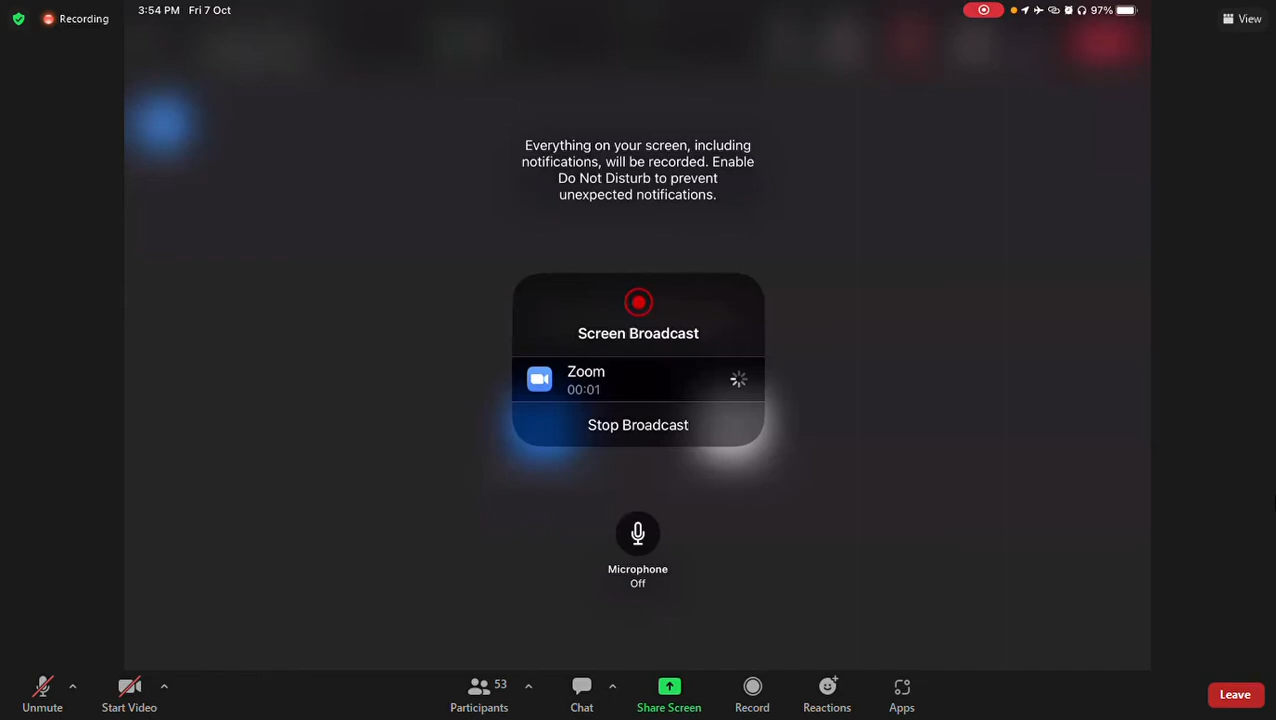 Recording
3:54 PM Fri 7 Oct
97%
View
Everything on your screen, including
notifications, will be recorded. Enable
Do Not Disturb to prevent
unexpected notifications.
Screen Broadcast
Zoom
00:01
Stop Broadcast
Microphone
Off
Unmute
Start Video
53
Participants
Chat
Share Screen
Record
Reactions
Apps
Leave